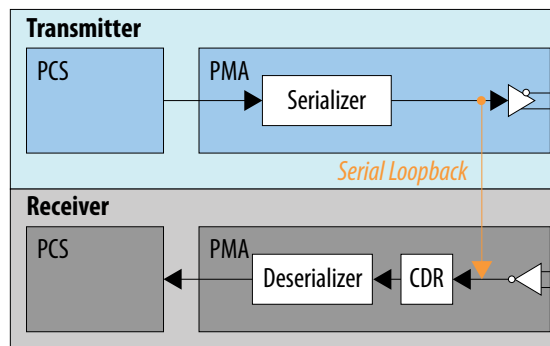 Transmitter
PCS
PMA
Serializer
Serial Loopback
Receiver
PCS
PMA
Deserializer
CDR